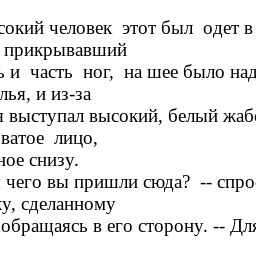 сокий человек этот был одет в
прикрывавший
ь и часть ног, на шее было над
лья, и из-за
я выступал высокий, белый жаб
ватое лицо,
ное снизу.
чего вы пришли сюда? -- спро
ку, сделанному
обращаясь в его сторону. -- Дл